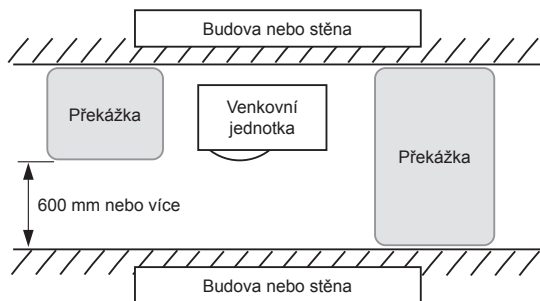 Budova nebo stěna
Překážka
Venkovní
jednotka
Překážka
600 mm nebo více
Budova nebo stěna